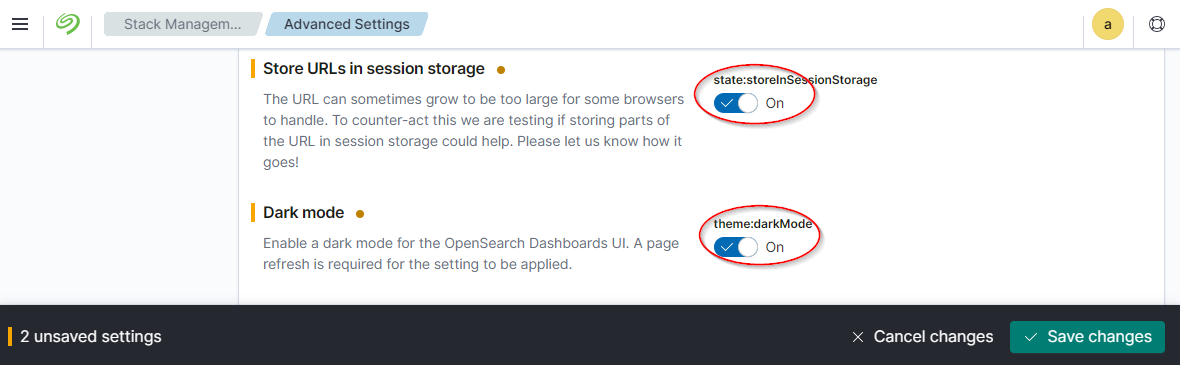 Stack Managem...
Advanced Settings
a
Store URLs in session storage
The URL can sometimes grow to be too large for some browsers
to handle. To counter-act this we are testing if storing parts of
the URL in session storage could help. Please let us know how it
goes!
state:storeInSessionStorage
On
Dark mode
Enable a dark mode for the OpenSearch Dashboards UI. A page
refresh is required for the setting to be applied.
theme:darkMode
On
2 unsaved settings
Cancel changes
Save changes